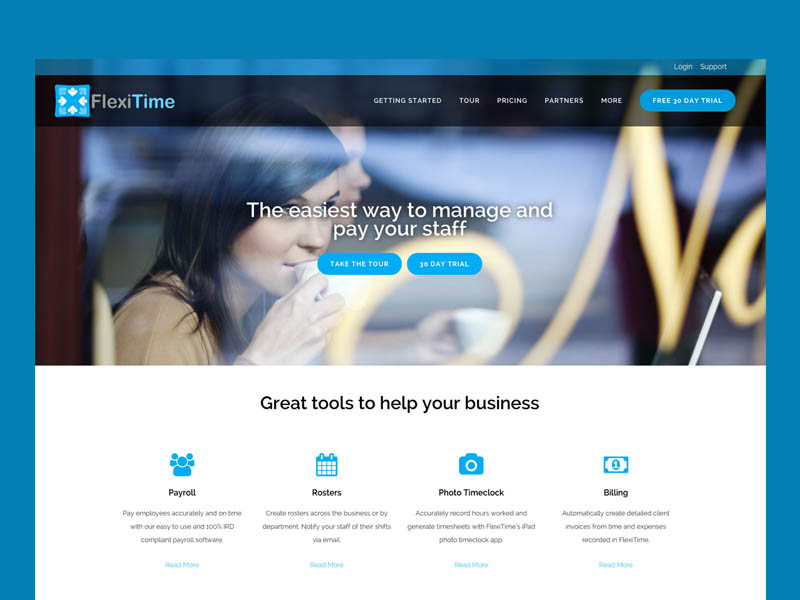 Login Support
FlexiTime
GETTING STARTED TOUR PRICING PARTNERS MORE FREE 30 DAY TRIAL
The easiest way to manage and
pay your staff
TAKE THE TOUR 30 DAY TRIAL
No
Great tools to help your business
Payroll
Pay employees accurately and on time
with our easy to use and 100% IRD
compliant payroll software.
Read More
Rosters
Create rosters across the business or by
department. Notify your staff of their shifts
via email.
Read More
Photo Timeclock
Accurately record hours worked and
generate timesheets with FlexiTime's iPad
photo timeclock app.
Read More
Billing
Automatically create detailed client
invoices from time and expenses
recorded in FlexiTime.
Read More